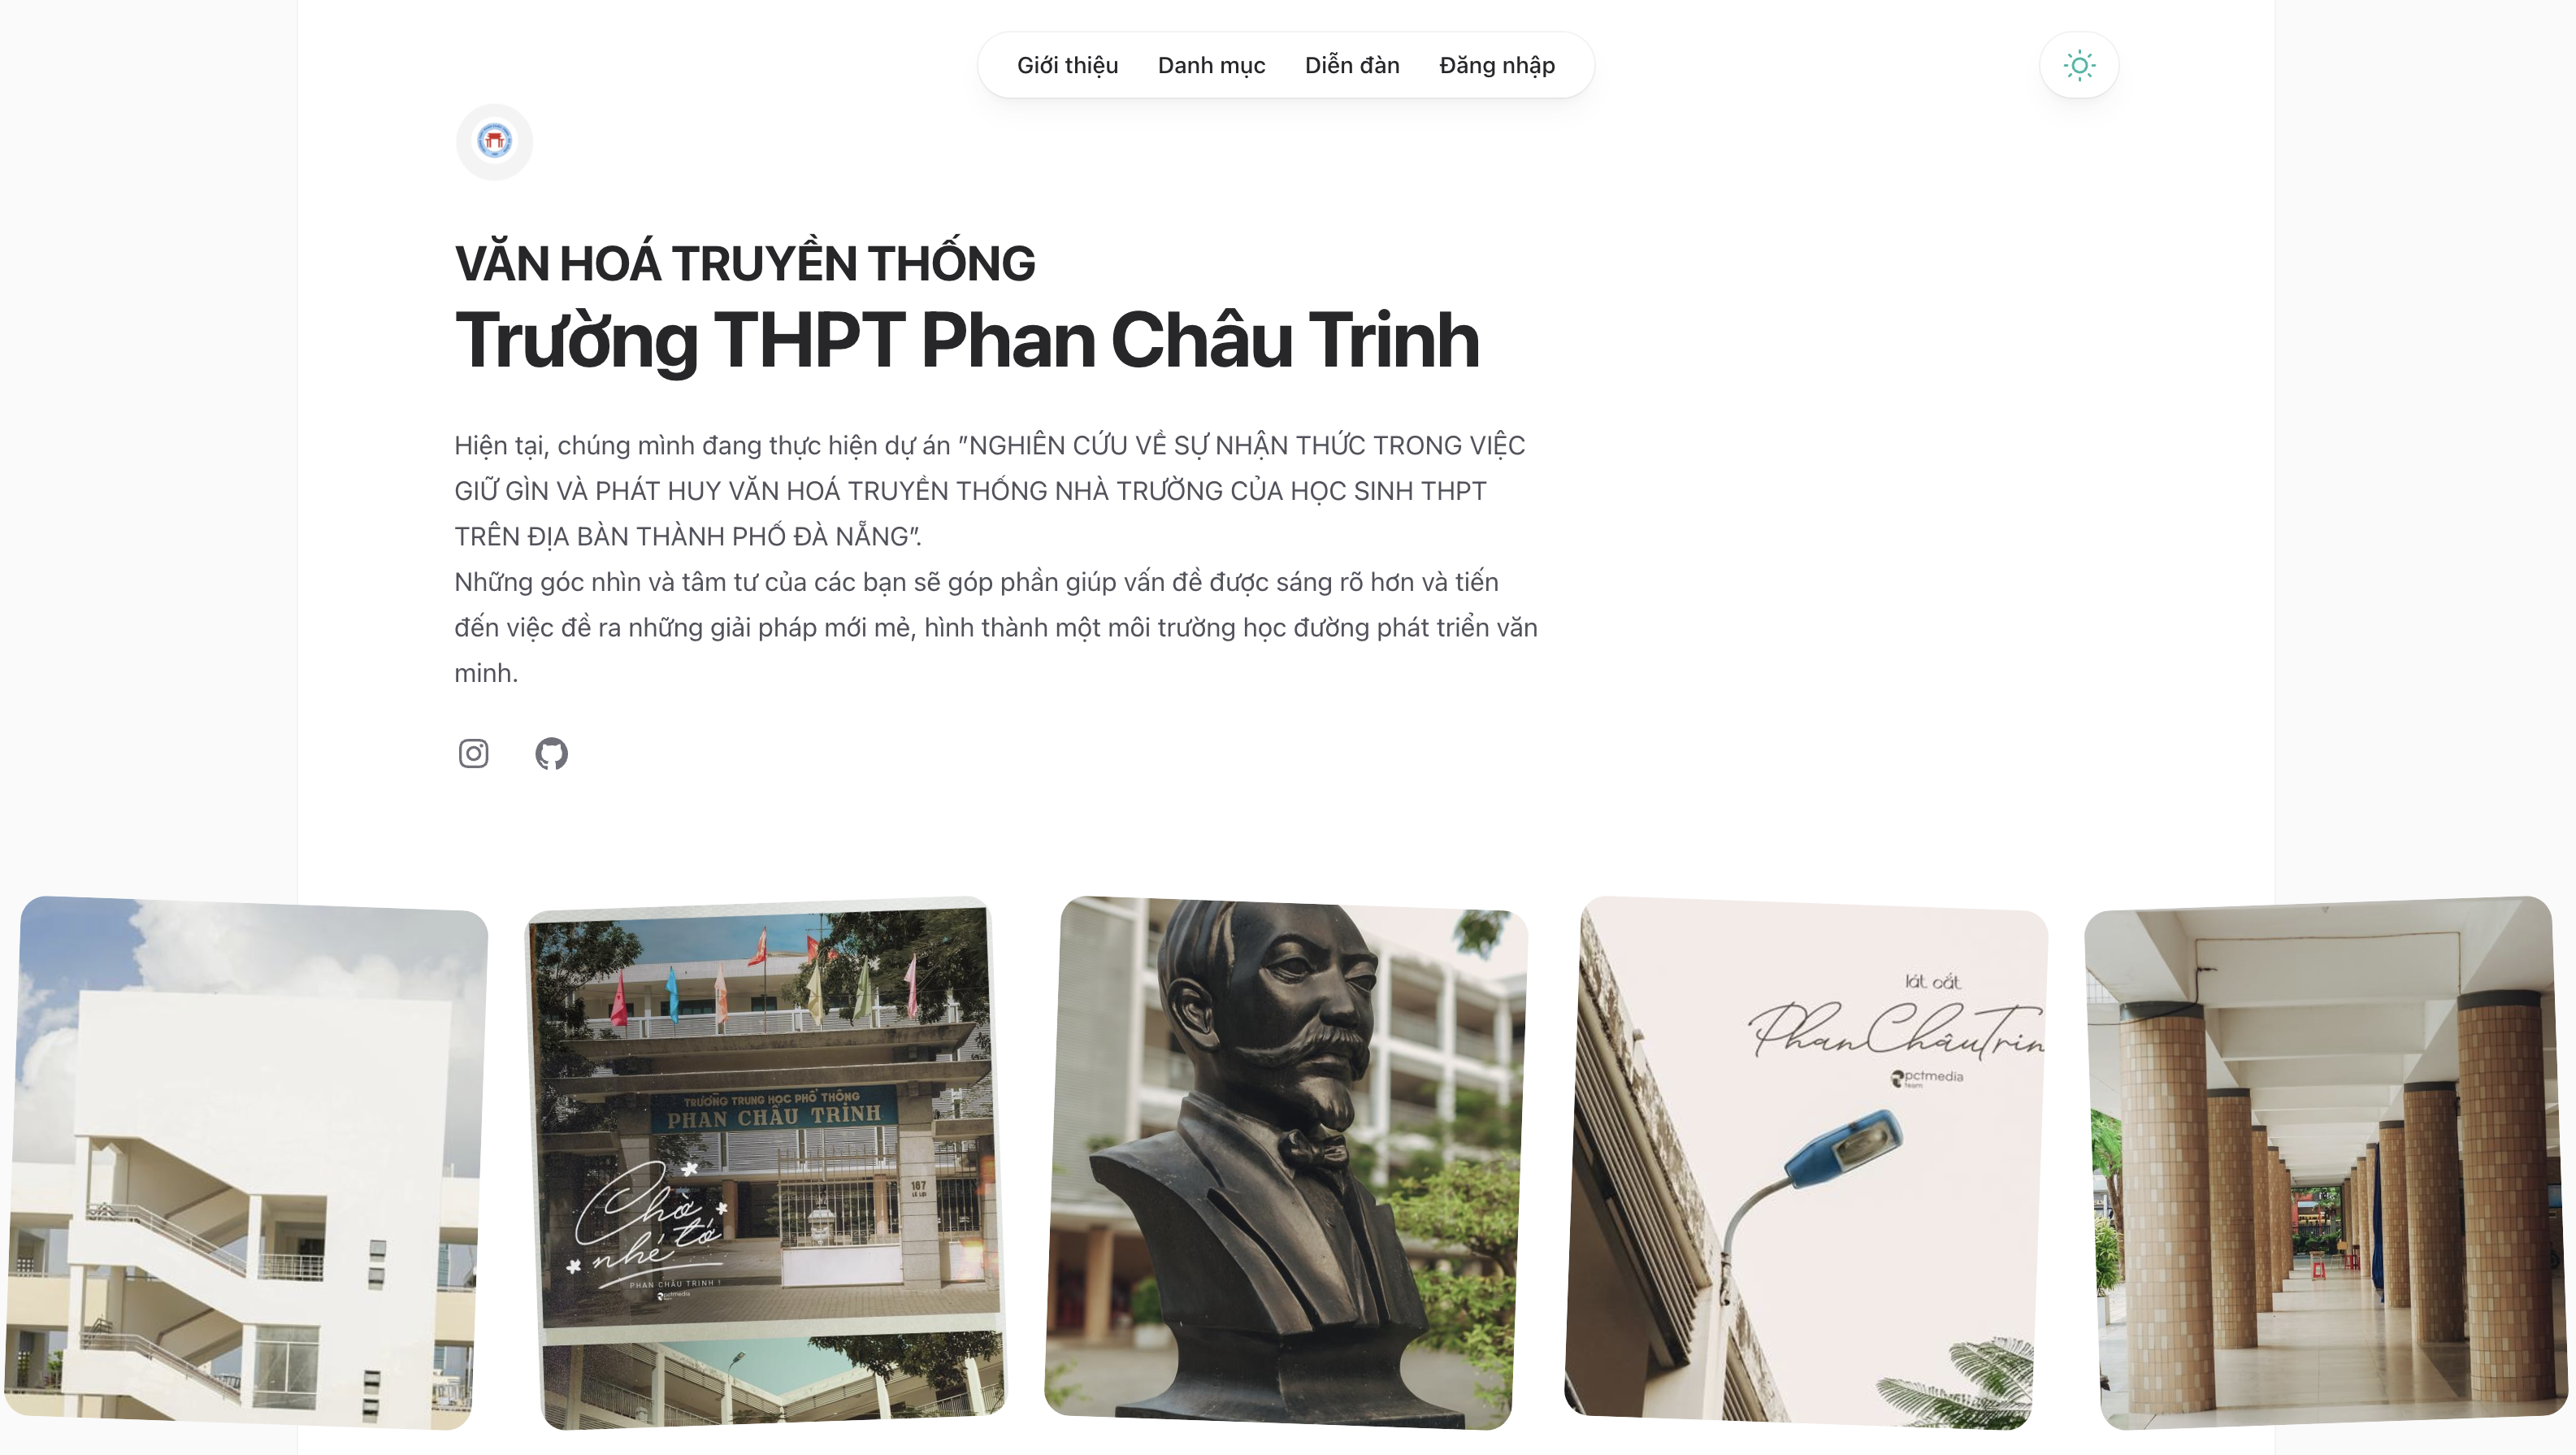 Giới thiệu Danh mục Diễn đàn Đăng nhập
VĂN HOÁ TRUYỀN THỐNG
Trường THPT Phan Châu Trinh
Hiện tại, chúng mình đang thực hiện dự án "NGHIÊN CỨU VỀ SỰ NHẬN THỨC TRONG VIỆC
GIỮ GÌN VÀ PHÁT HUY VĂN HOÁ TRUYỀN THỐNG NHÀ TRƯỜNG CỦA HỌC SINH THPT
TRÊN ĐỊA BÀN THÀNH PHỐ ĐÀ NẴNG".
Những góc nhìn và tâm tư của các bạn sẽ góp phần giúp vấn đề được sáng rõ hơn và tiến
đến việc đề ra những giải pháp mới mẻ, hình thành một môi trường học đường phát triển văn
minh.
TRƯỜNG TRUNG HỌC PHỔ THÔNG
PHAN CHÂU TRINH
167
LÊ LỢI
Chờ
nhé tớ
PHAN CHÂU TRINH !
pctmedia
team
lát cắt
PhanChâuTrin
pctmedia
team